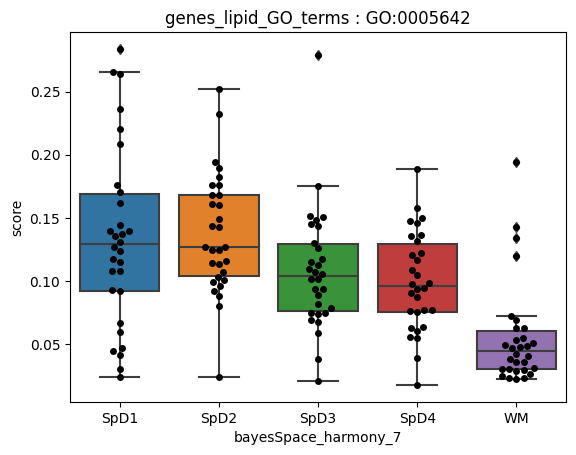 genes_lipid_GO_terms : GO:0005642
score
0.25
0.20
0.15
0.10
0.05
SpD1 SpD2 SpD3 SpD4 WM
bayesSpace_harmony_7